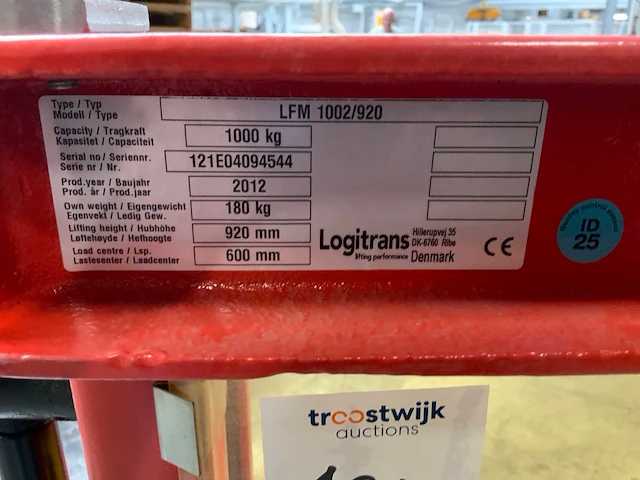 Type / Typ
Modell / Type
LFM 1002/920
Capacity / Tragkraft
Kapasitet / Capaciteit
1000 kg
Serial no / Seriennr.
Serie nr / Nr.
121E04094544
Prod.year / Baujahr
Prod. år / Prod.jaar
2012
Own weight / Eigengewicht
Egenvekt / Ledig Gew.
180 kg
Lifting height / Hubhöhe
Løftehøyde / Hefhoogte
920 mm
Load centre / Lsp.
Lastesenter / Laadcenter
600 mm
Logitrans
lifting performance
Hillerupvej 35
DK-6760 Ribe
Denmark
CE
Quality control passed
ID
25
troostwijk
auctions